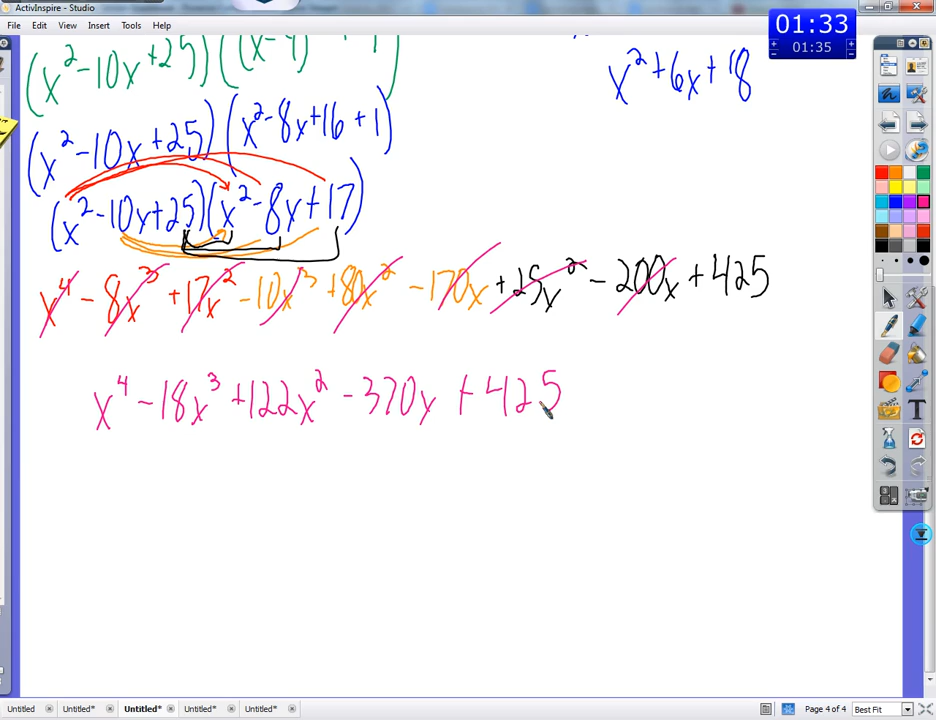 ActivInspire - Studio
File Edit View Insert Tools Help
01:33
01:35
(x²-10x+25)((x-4)
x²+6x+18
(x²-10x+25)(x²-8x+16+1)
(x²-10x+25)(x²-8x+17)
x⁴-8x³+17x²-10x³+80x²-170x+25x²-200x+425
x⁴-18x³+122x²-370x+425
Untitled Untitled* Untitled* Untitled* Untitled* Page 4 of 4 Best Fit